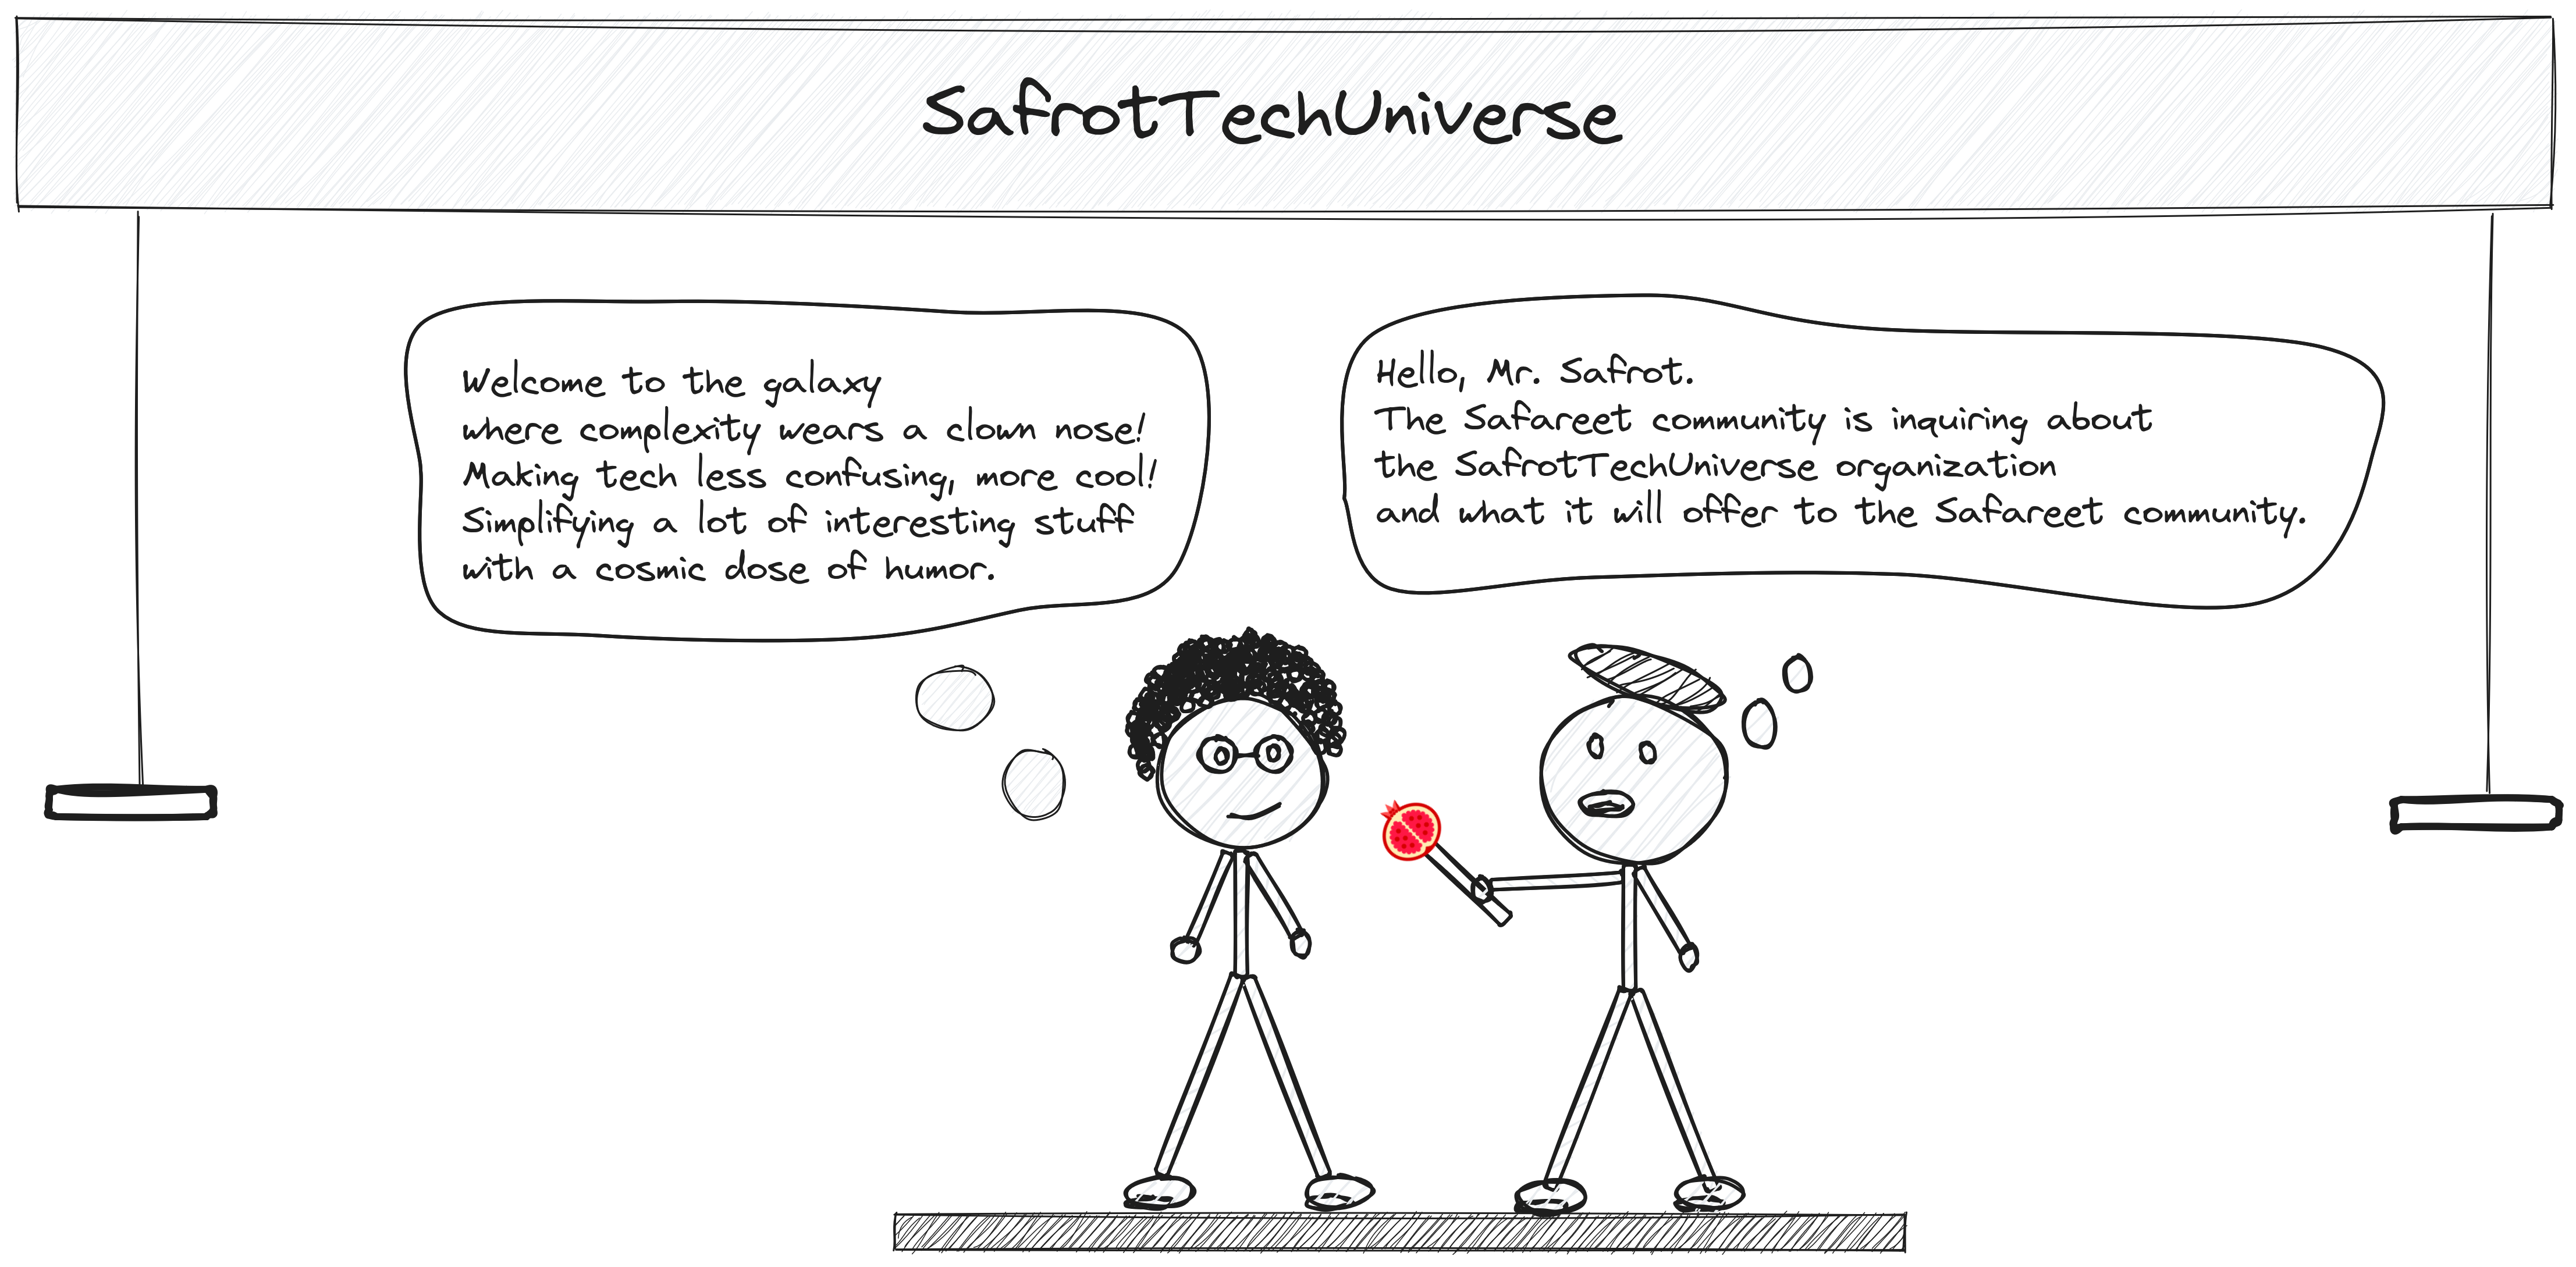 SafrotTechUniverse
Welcome to the galaxy
where complexity wears a clown nose!
Making tech less confusing, more cool!
Simplifying a lot of interesting stuff
with a cosmic dose of humor.
Hello, Mr. Safrot.
The Safareet community is inquiring about
the SafrotTechUniverse organization
and what it will offer to the Safareet community.